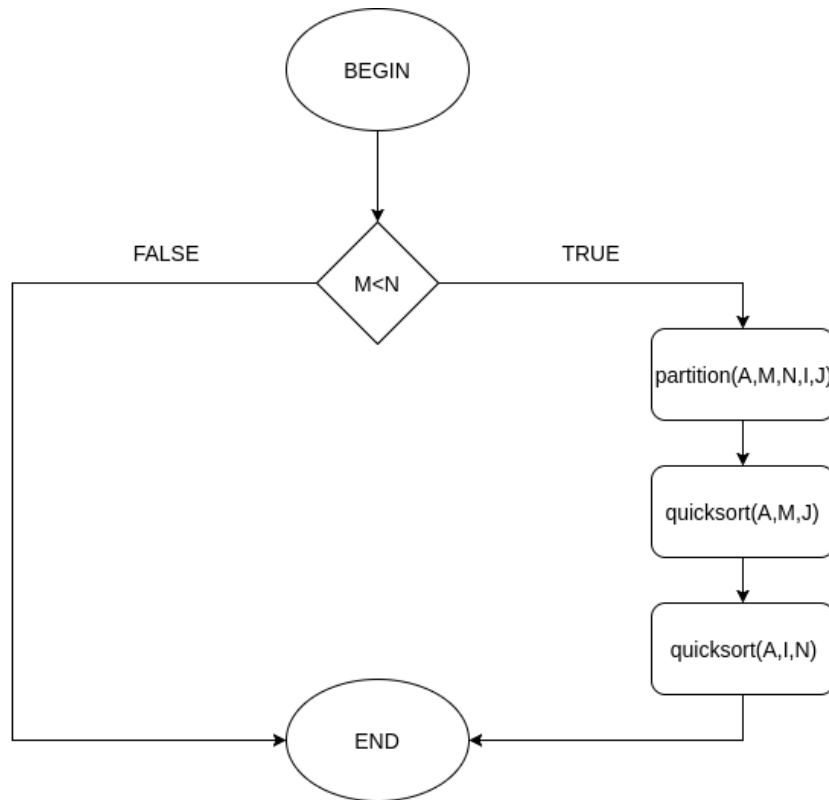 BEGIN
FALSE
TRUE
M<N
partition(A,M,N,I,J)
quicksort(A,M,J)
quicksort(A,I,N)
END